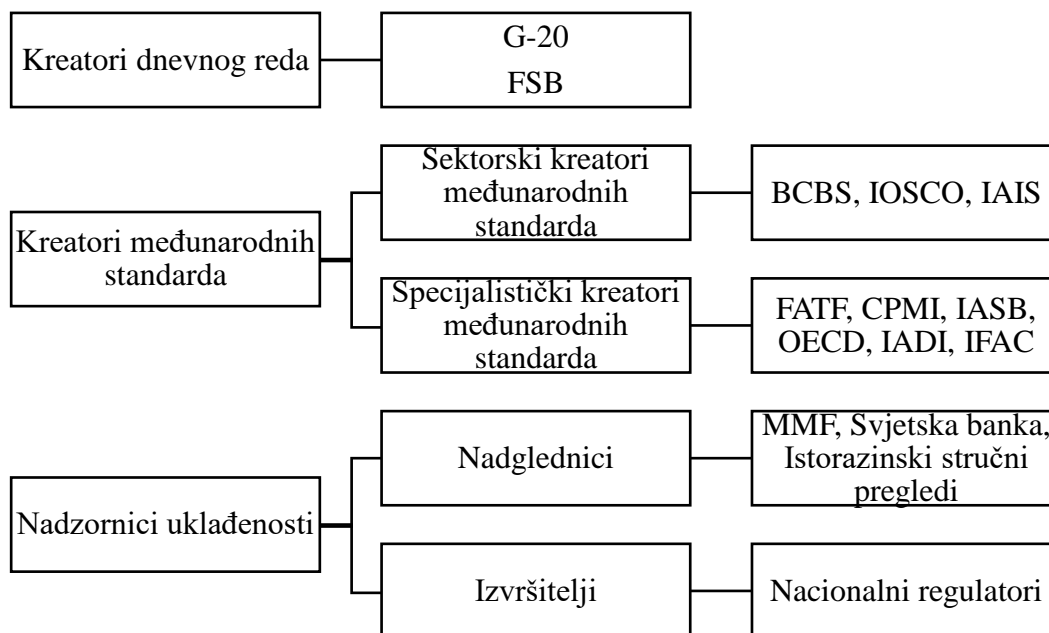 Kreatori dnevnog reda
G-20
FSB
Kreatori međunarodnih
standarda
Sektorski kreatori
međunarodnih
standarda
BCBS, IOSCO, IAIS
Specijalistički kreatori
međunarodnih
standarda
FATF, CPMI, IASB,
OECD, IADI, IFAC
Nadzornici uklađenosti
Nadglednici
MMF, Svjetska banka,
Istorazinski stručni
pregledi
Izvršitelji
Nacionalni regulatori